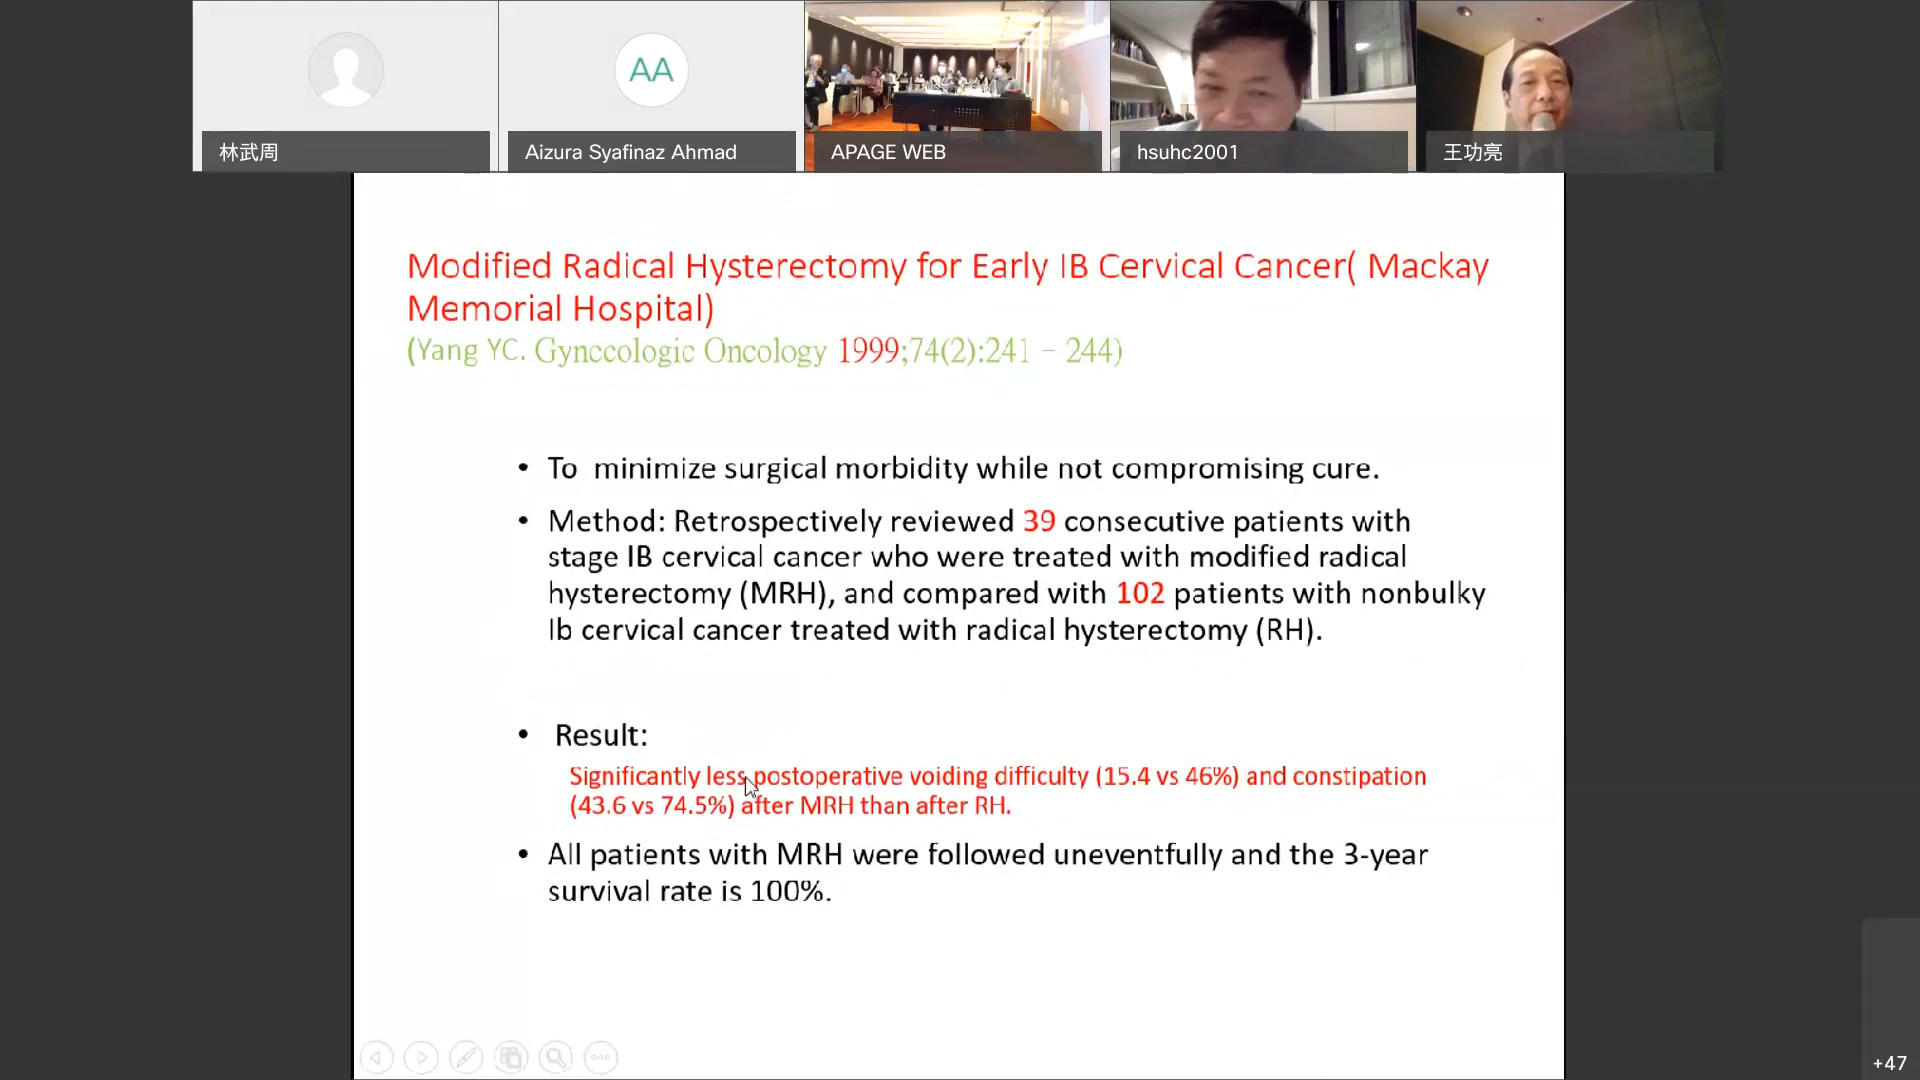 林武周
AA
Aizura Syafinaz Ahmad
APAGE WEB
hsuhc2001
王功亮
Modified Radical Hysterectomy for Early IB Cervical Cancer( Mackay
Memorial Hospital)
(Yang YC. Gynccologic Oncology 1999;74(2):241 – 244)
• To minimize surgical morbidity while not compromising cure.
• Method: Retrospectively reviewed 39 consecutive patients with
stage IB cervical cancer who were treated with modified radical
hysterectomy (MRH), and compared with 102 patients with nonbulky
Ib cervical cancer treated with radical hysterectomy (RH).
• Result:
Significantly less postoperative voiding difficulty (15.4 vs 46%) and constipation
(43.6 vs 74.5%) after MRH than after RH.
• All patients with MRH were followed uneventfully and the 3-year
survival rate is 100%.
+47